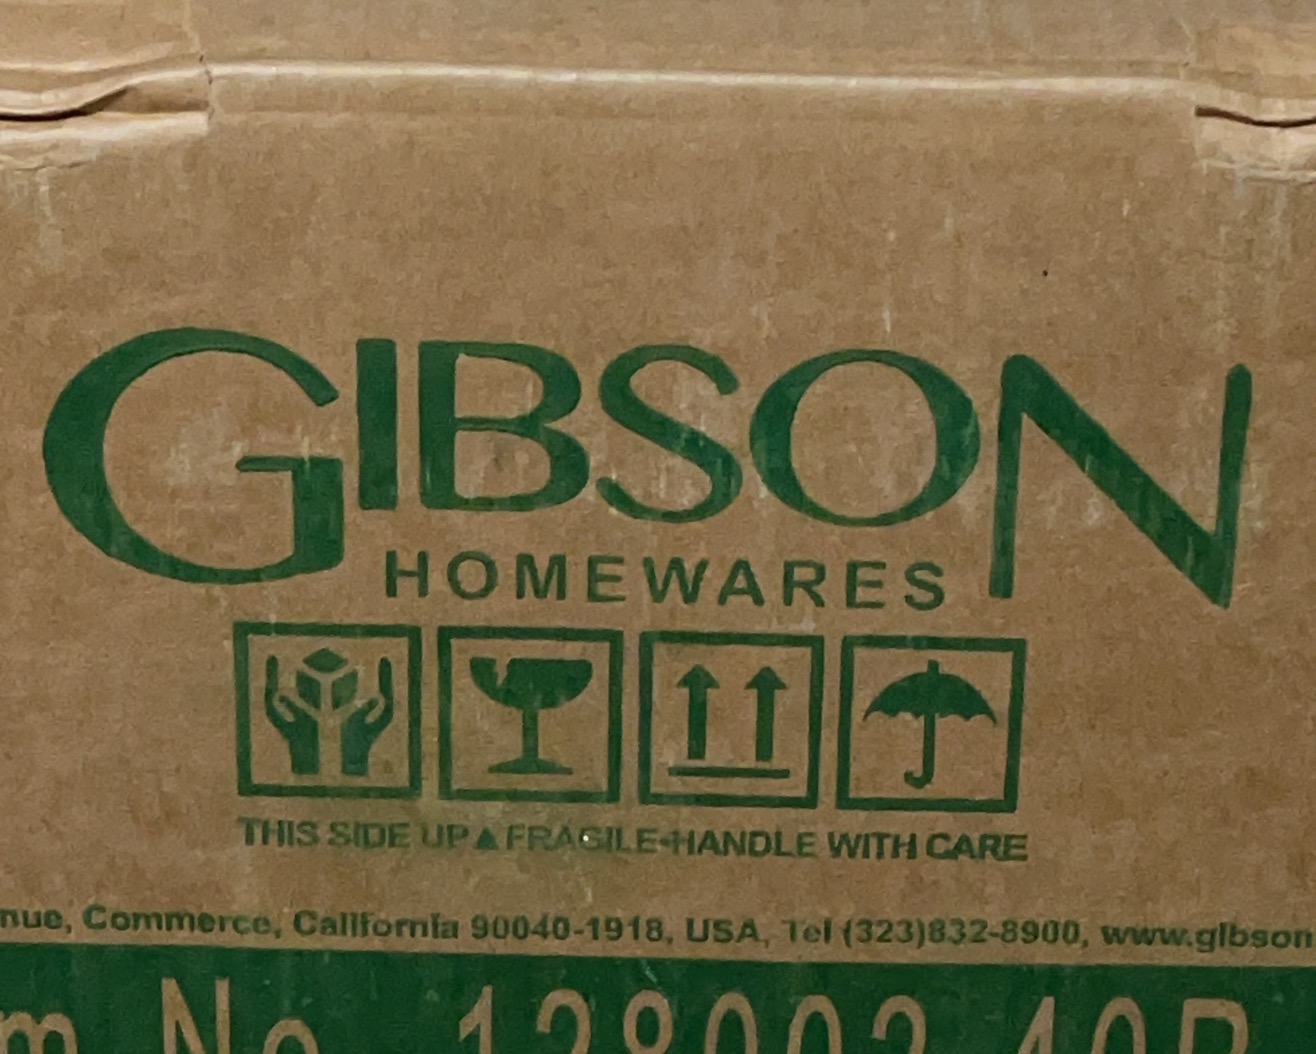 GIBSON
HOMEWARES
THIS SIDE UP▲FRAGILE•HANDLE WITH CARE
nue, Commerce, California 90040-1918, USA, Tel (323)832-8900, www.gibson
m No